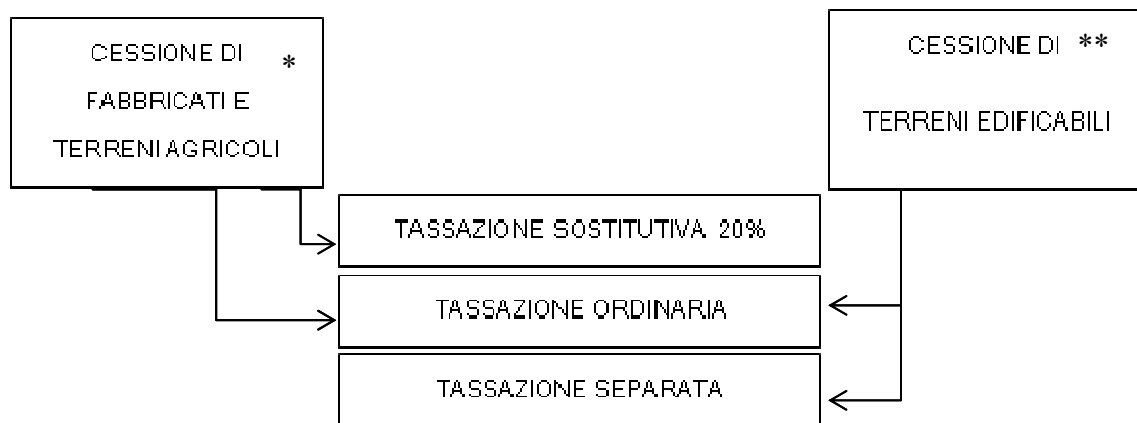 CESSIONE DI *
FABBRICATI E
TERRENI AGRICOLI
CESSIONE DI **
TERRENI EDIFICABILI
TASSAZIONE SOSTITUTIVA 20%
TASSAZIONE ORDINARIA
TASSAZIONE SEPARATA